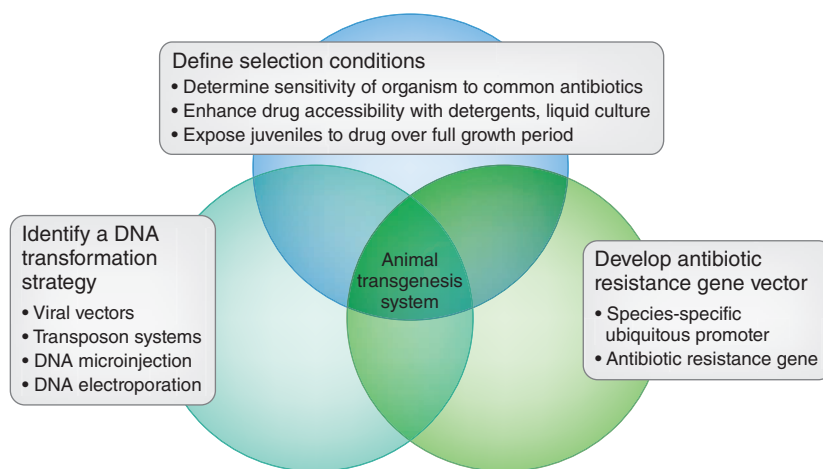 Define selection conditions
• Determine sensitivity of organism to common antibiotics
• Enhance drug accessibility with detergents, liquid culture
• Expose juveniles to drug over full growth period
Identify a DNA
transformation
strategy
• Viral vectors
• Transposon systems
• DNA microinjection
• DNA electroporation
Animal
transgenesis
system
Develop antibiotic
resistance gene vector
• Species-specific
ubiquitous promoter
• Antibiotic resistance gene